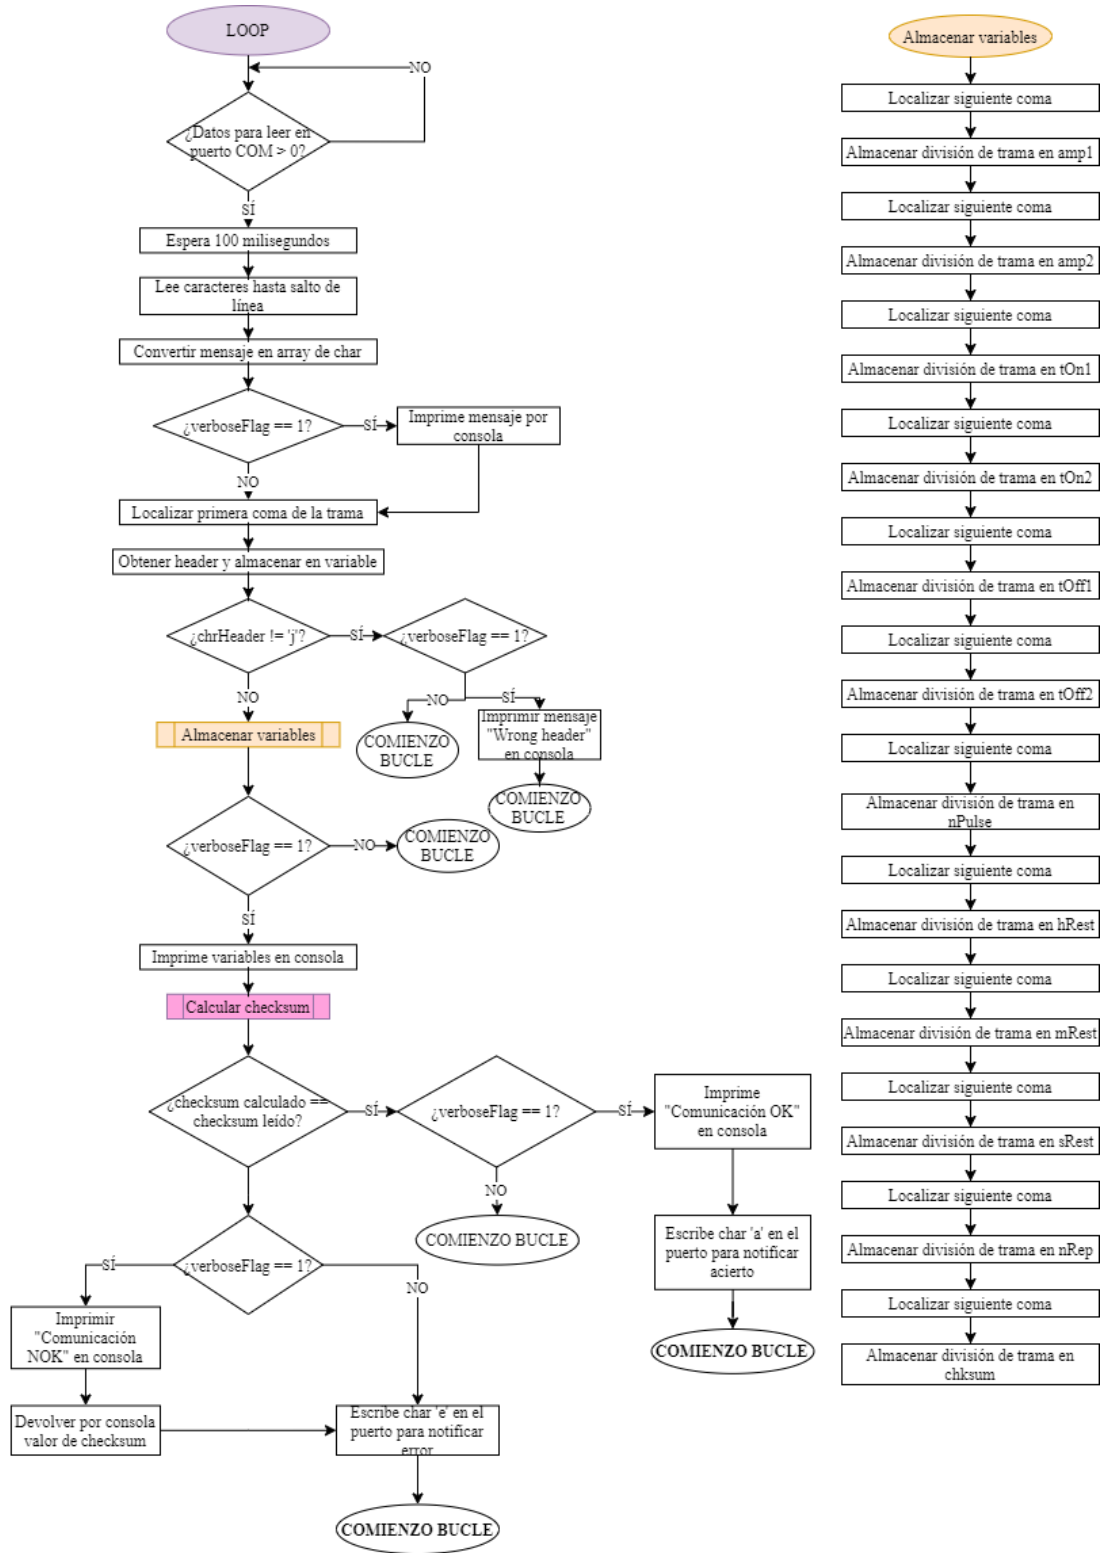 LOOP
NO
¿Datos para leer en
puerto COM > 0?
SÍ
Espera 100 milisegundos
Lee caracteres hasta salto de
línea
Convertir mensaje en array de char
¿verboseFlag == 1?
SÍ
Imprime mensaje por
consola
NO
Localizar primera coma de la trama
Obtener header y almacenar en variable
¿chrHeader != 'j'?
SÍ
¿verboseFlag == 1?
NO
NO
SÍ
Almacenar variables
COMIENZO
BUCLE
Imprimir mensaje
"Wrong header"
en consola
COMIENZO
BUCLE
¿verboseFlag == 1?
NO
COMIENZO
BUCLE
SÍ
Imprime variables en consola
Calcular checksum
¿checksum calculado ==
checksum leído?
SÍ
¿verboseFlag == 1?
SÍ
Imprime
"Comunicación OK"
en consola
NO
COMIENZO BUCLE
Escribe char 'a' en el
puerto para notificar
acierto
COMIENZO BUCLE
¿verboseFlag == 1?
SÍ
NO
Imprimir
"Comunicación
NOK" en consola
Devolver por consola
valor de checksum
Escribe char 'e' en el
puerto para notificar
error
COMIENZO BUCLE
Almacenar variables
Localizar siguiente coma
Almacenar división de trama en amp1
Localizar siguiente coma
Almacenar división de trama en amp2
Localizar siguiente coma
Almacenar división de trama en tOn1
Localizar siguiente coma
Almacenar división de trama en tOn2
Localizar siguiente coma
Almacenar división de trama en tOff1
Localizar siguiente coma
Almacenar división de trama en tOff2
Localizar siguiente coma
Almacenar división de trama en
nPulse
Localizar siguiente coma
Almacenar división de trama en hRest
Localizar siguiente coma
Almacenar división de trama en mRest
Localizar siguiente coma
Almacenar división de trama en sRest
Localizar siguiente coma
Almacenar división de trama en nRep
Localizar siguiente coma
Almacenar división de trama en
chksum